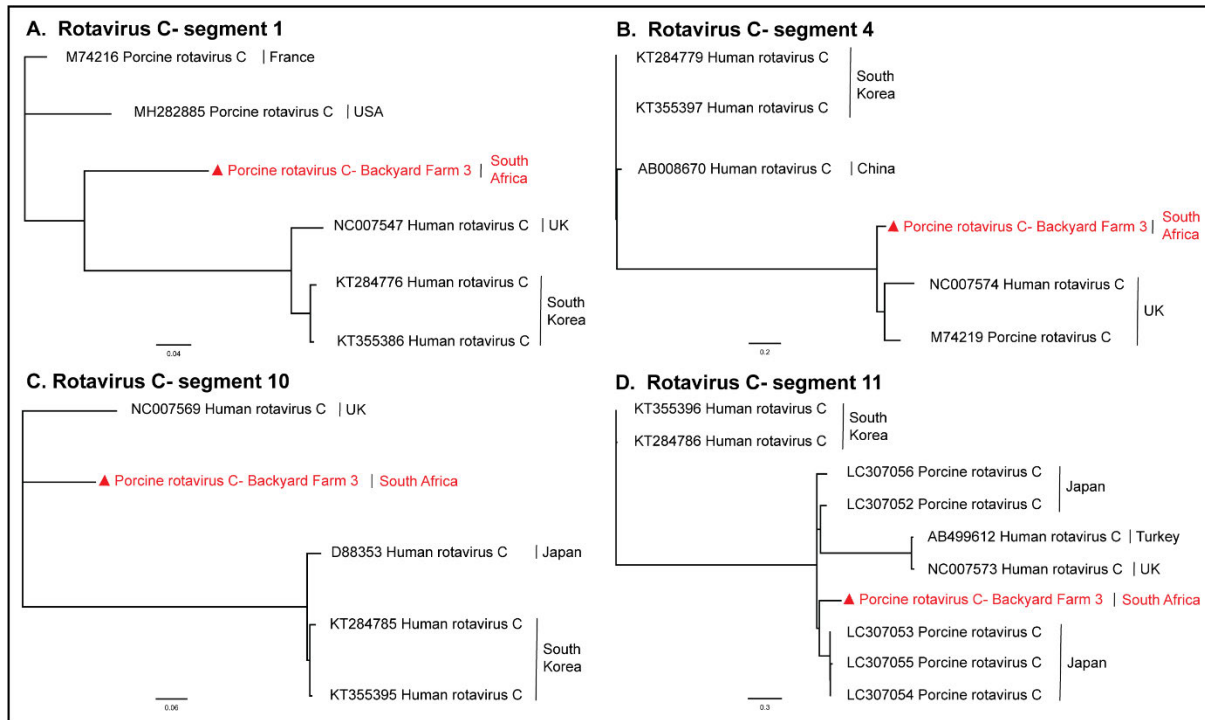 A. Rotavirus C- segment 1
M74216 Porcine rotavirus C | France
MH282885 Porcine rotavirus C | USA
Porcine rotavirus C- Backyard Farm 3 | South
Africa
NC007547 Human rotavirus C | UK
KT284776 Human rotavirus C
South
Korea
KT355386 Human rotavirus C
0.04
B. Rotavirus C- segment 4
KT284779 Human rotavirus C
South
Korea
KT355397 Human rotavirus C
AB008670 Human rotavirus C | China
Porcine rotavirus C- Backyard Farm 3 | South
Africa
NC007574 Human rotavirus C
UK
M74219 Porcine rotavirus C
0.2
C. Rotavirus C- segment 10
NC007569 Human rotavirus C | UK
Porcine rotavirus C- Backyard Farm 3 | South Africa
D88353 Human rotavirus C | Japan
KT284785 Human rotavirus C
South
Korea
KT355395 Human rotavirus C
0.06
D. Rotavirus C- segment 11
KT355396 Human rotavirus C
South
Korea
KT284786 Human rotavirus C
LC307056 Porcine rotavirus C
Japan
LC307052 Porcine rotavirus C
AB499612 Human rotavirus C | Turkey
NC007573 Human rotavirus C | UK
Porcine rotavirus C- Backyard Farm 3 | South Africa
LC307053 Porcine rotavirus C
LC307055 Porcine rotavirus C
Japan
LC307054 Porcine rotavirus C
0.3